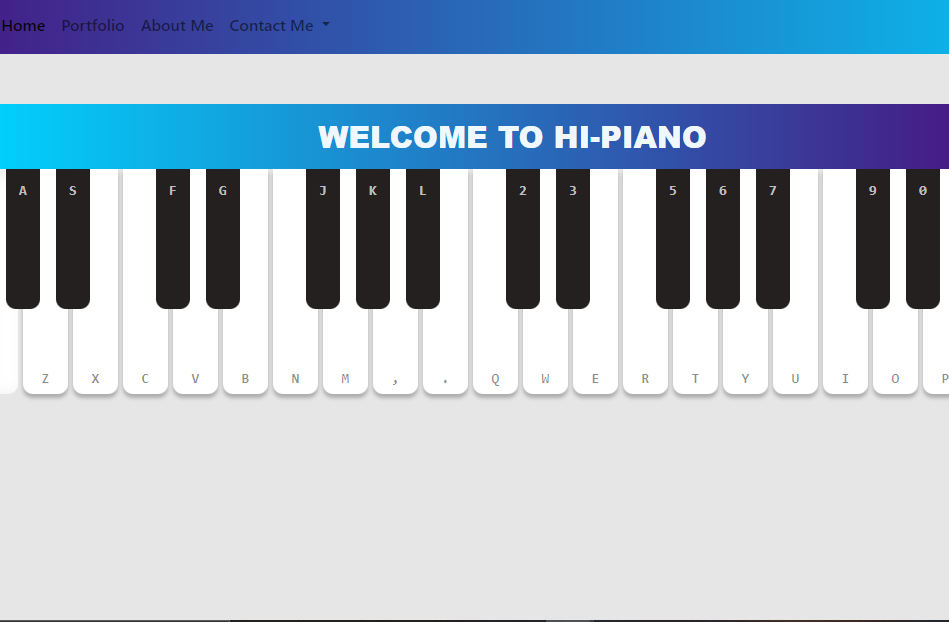 Home Portfolio About Me Contact Me
WELCOME TO HI-PIANO
A S F G J K L 2 3 5 6 7 9 0
Z X C V B N M , . Q W E R T Y U I O P